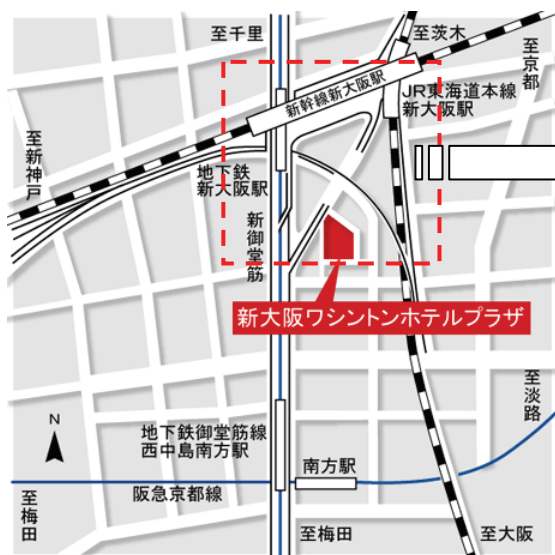 至千里
至茨木
至京都
新幹線新大阪駅
JR東海道本線
新大阪駅
至新神戸
地下鉄
新大阪駅
新御堂筋
新大阪ワシントンホテルプラザ
至淡路
N
地下鉄御堂筋線
西中島南方駅
南方駅
阪急京都線
至梅田
至梅田
至大阪